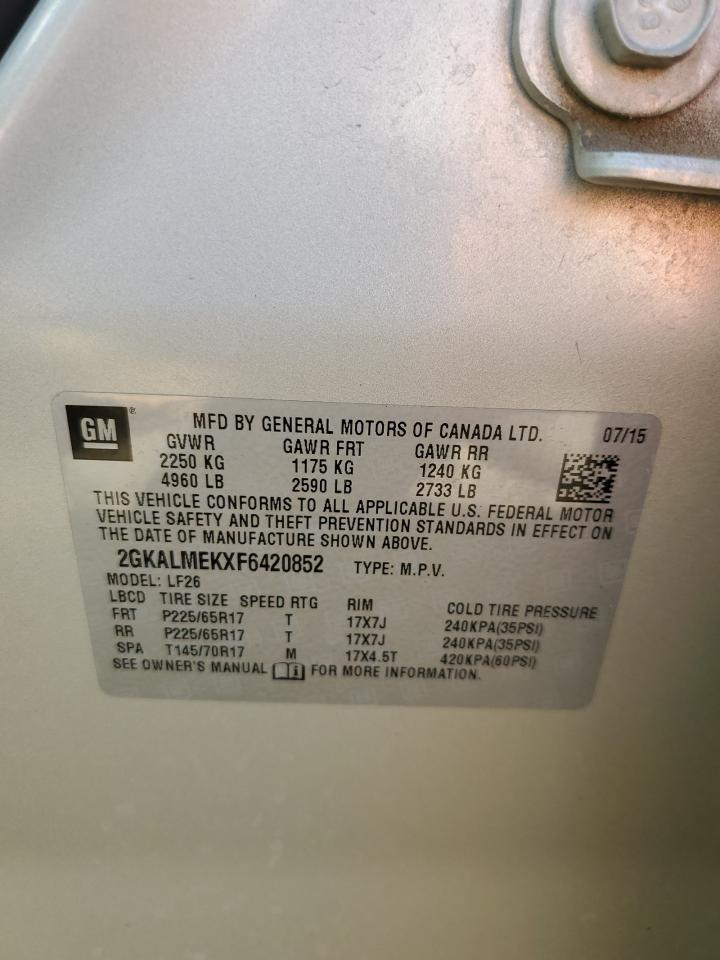 GM® MFD BY GENERAL MOTORS OF CANADA LTD. 07/15
GVWR GAWR FRT GAWR RR
2250 KG 1175 KG 1240 KG
4960 LB 2590 LB 2733 LB
THIS VEHICLE CONFORMS TO ALL APPLICABLE U.S. FEDERAL MOTOR
VEHICLE SAFETY AND THEFT PREVENTION STANDARDS IN EFFECT ON
THE DATE OF MANUFACTURE SHOWN ABOVE.
2GKALMEKXF6420852 TYPE: M.P.V.
MODEL: LF26
LBCD TIRE SIZE SPEED RTG RIM COLD TIRE PRESSURE
FRT P225/65R17 T 17X7J 240KPA(35PSI)
RR P225/65R17 T 17X7J 240KPA(35PSI)
SPA T145/70R17 M 17X4.5T 420KPA(60PSI)
SEE OWNER'S MANUAL FOR MORE INFORMATION.